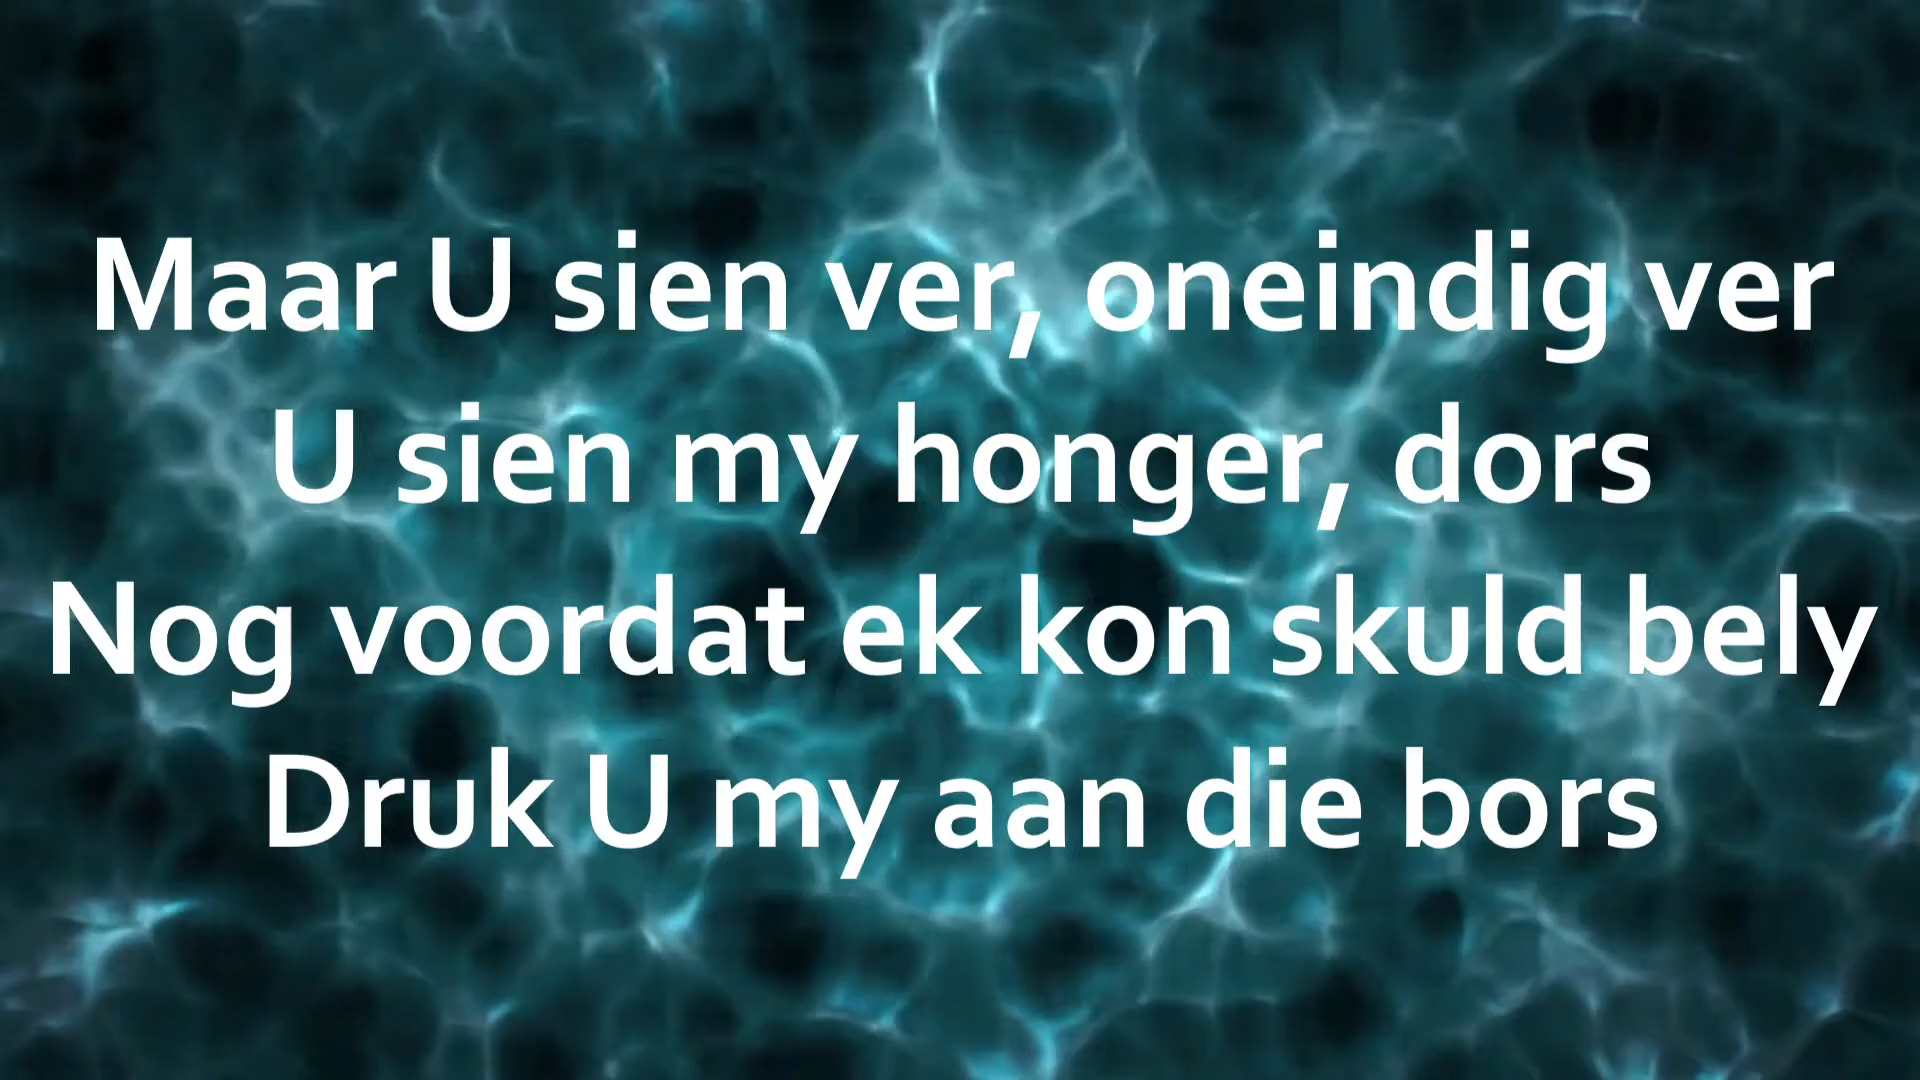 Maar U sien ver, oneindig ver
U sien my honger, dors
Nog voordat ek kon skuld bely
Druk U my aan die bors